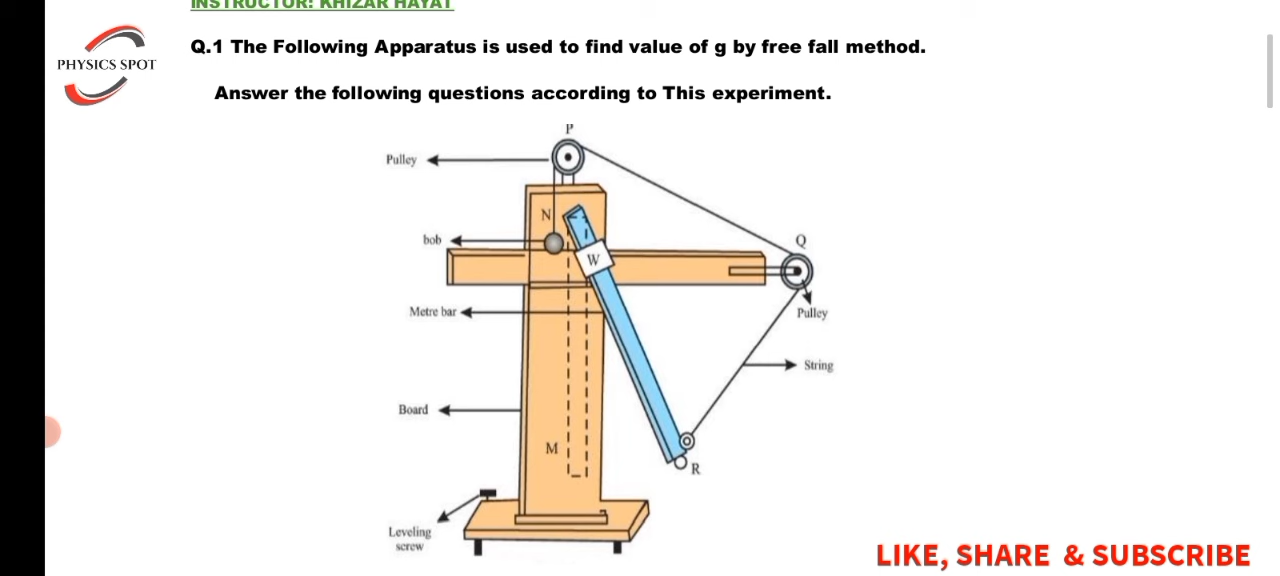 INSTRUCTOR: KHIZAR HAYAT
PHYSICS SPOT
Q.1 The Following Apparatus is used to find value of g by free fall method.
Answer the following questions according to This experiment.
P
Pulley
N
bob
Q
W
Metre bar
Pulley
String
Board
M
R
Leveling
screw
LIKE, SHARE & SUBSCRIBE